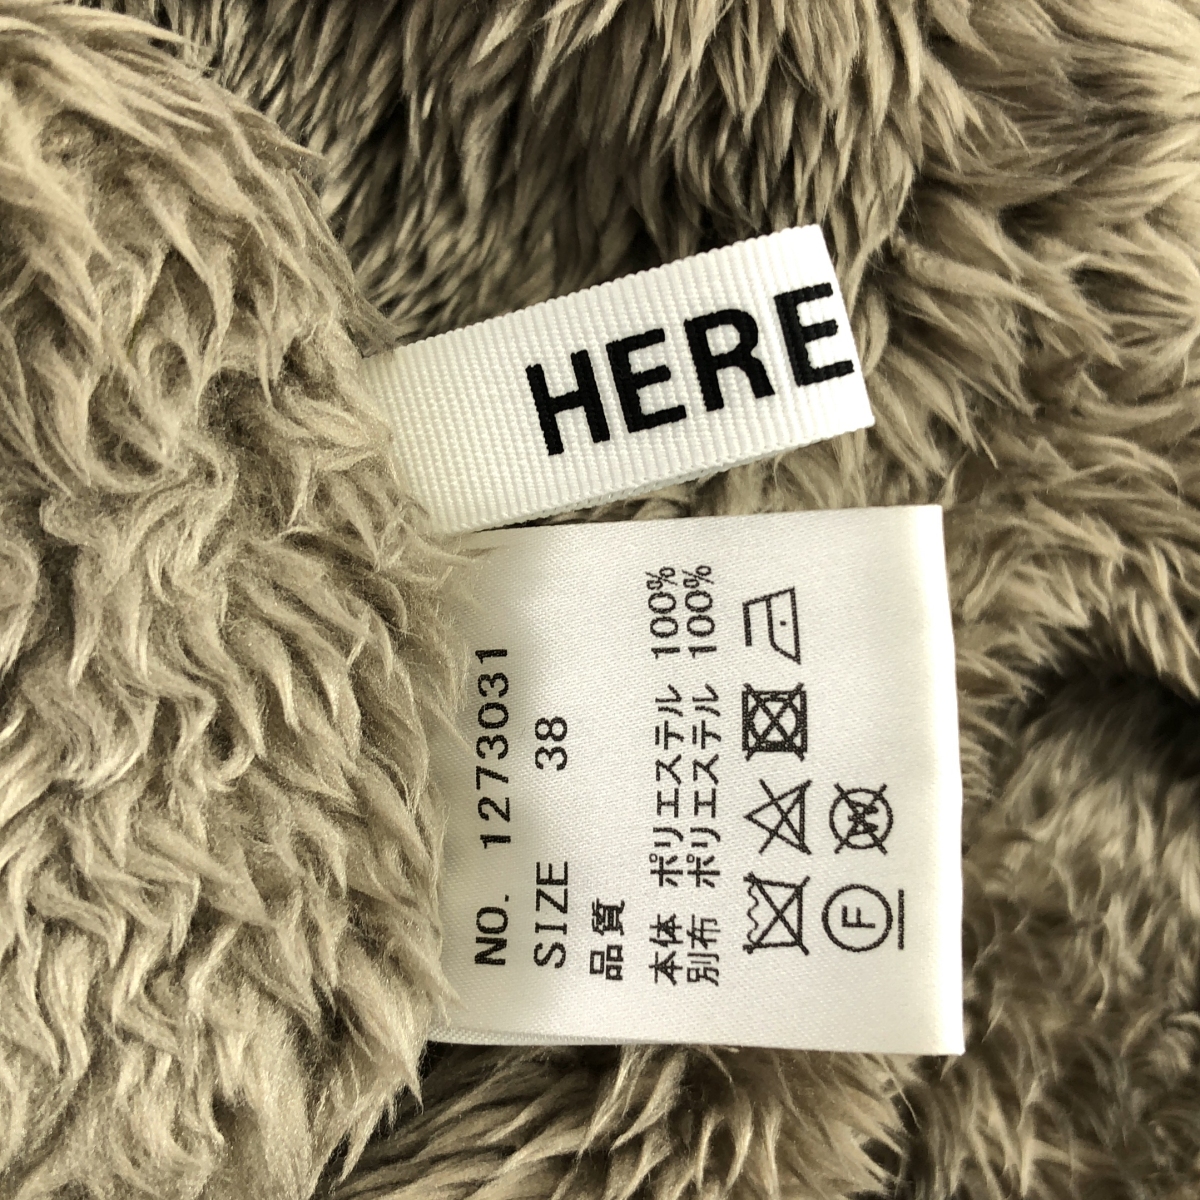 HERE
NO. 1273031
SIZE 38
品質
本体 ポリエステル 100%
別布 ポリエステル 100%
W
F